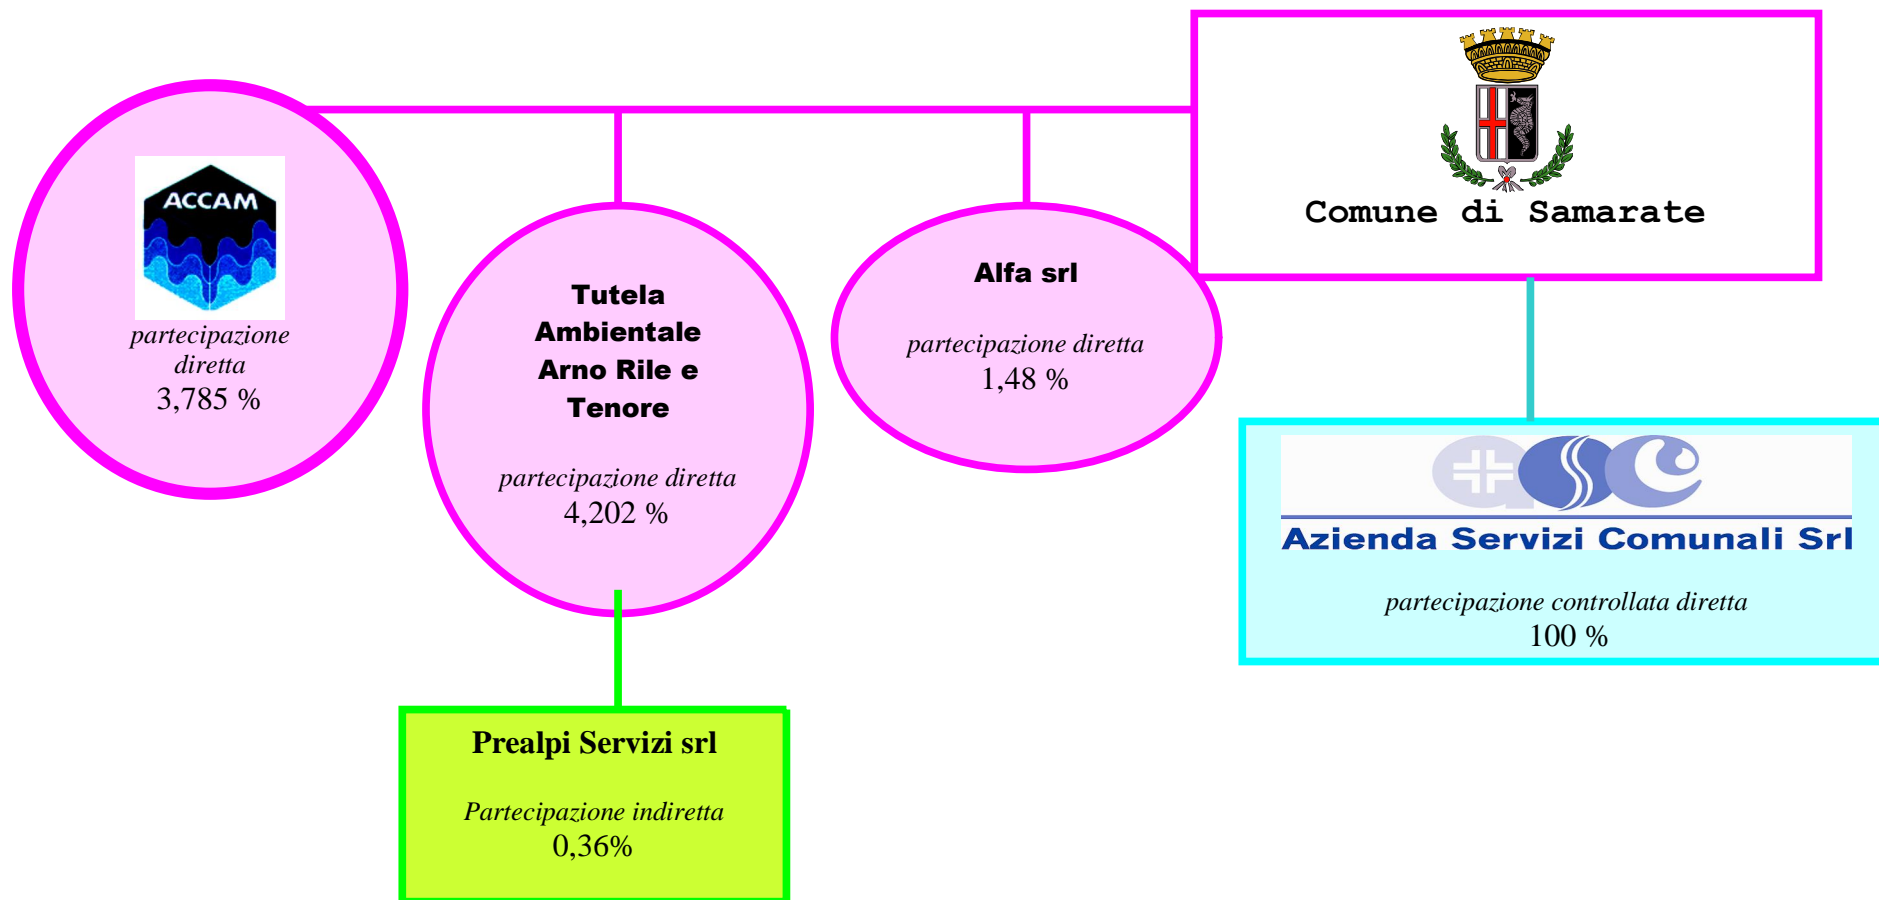 Comune di Samarate
ACCAM
partecipazione
diretta
3,785 %
Tutela
Ambientale
Arno Rile e
Tenore
partecipazione diretta
4,202 %
Alfa srl
partecipazione diretta
1,48 %
asc
Azienda Servizi Comunali Srl
partecipazione controllata diretta
100 %
Prealpi Servizi srl
Partecipazione indiretta
0,36%